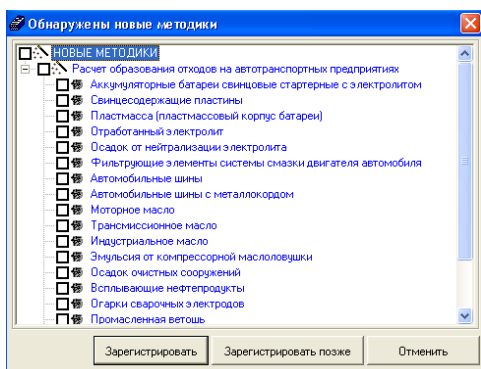 Обнаружены новые методики
НОВЫЕ МЕТОДИКИ
Расчет образования отходов на автотранспортных предприятиях
Аккумуляторные батареи свинцовые стартерные с электролитом
Свинцесодержащие пластины
Пластмасса (пластмассовый корпус батареи)
Отработанный электролит
Осадок от нейтрализации электролита
Фильтрующие элементы системы смазки двигателя автомобиля
Автомобильные шины
Автомобильные шины с металлокордом
Моторное масло
Трансмиссионное масло
Индустриальное масло
Эмульсия от компрессорной маслоловушки
Осадок очистных сооружений
Всплывающие нефтепродукты
Огарки сварочных электродов
Промасленная ветошь
Зарегистрировать
Зарегистрировать позже
Отменить